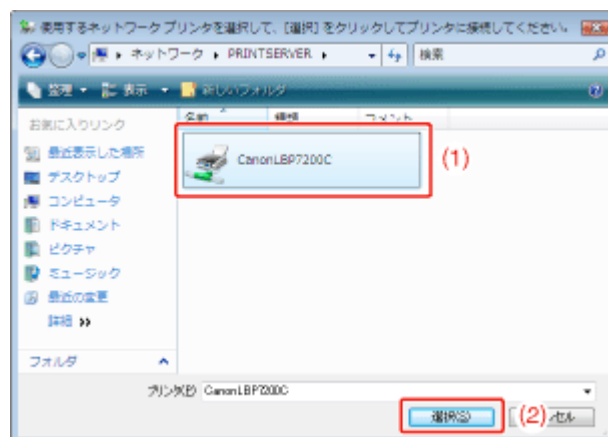 使用するネットワーク プリンタを選択して、[選択] をクリックしてプリンタに接続してください。
ネットワーク PRINTSERVER 検索
整理 表示 新しいフォルダ
お気に入りリンク 名前 種類 コメント
最近表示した場所
デスクトップ
コンピュータ
ドキュメント
ピクチャ
ミュージック
最近の変更
詳細 >>
CanonLBP7200C (1)
フォルダ
プリンタ(P) CanonLBP7200C
選択(S) (2)